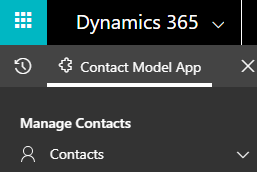 Dynamics 365
Contact Model App
Manage Contacts
Contacts